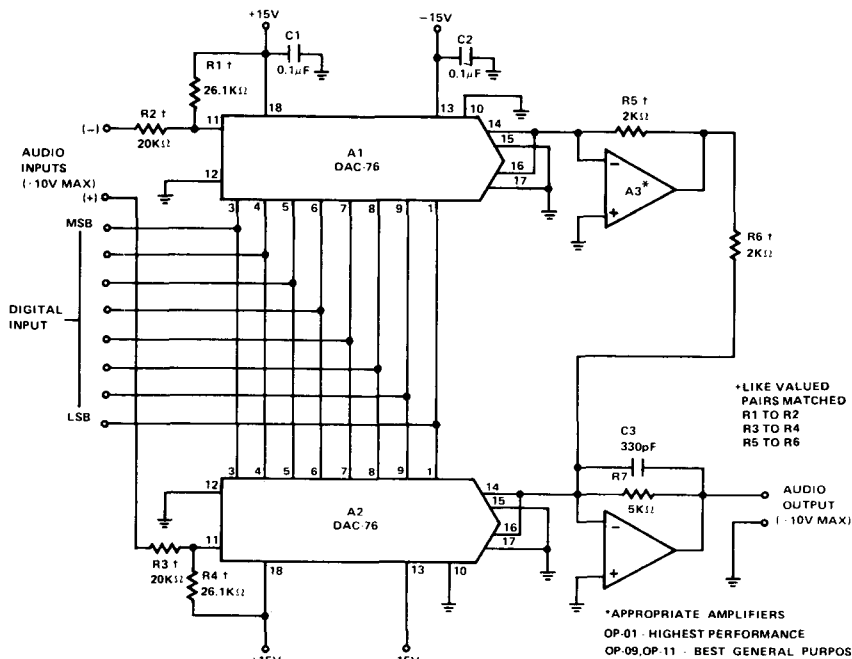 +15V
-15V
C1
0.1µF
C2
0.1µF
R1 †
26.1KΩ
18
13
10
R2 †
20KΩ
11
(−)
A1
DAC-76
14
15
16
17
R5 †
2KΩ
A3*
−
+
AUDIO
INPUTS
(·10V MAX)
12
(+)
3 4 5 6 7 8 9 1
R6 †
2KΩ
MSB
DIGITAL
INPUT
LSB
+LIKE VALUED
PAIRS MATCHED
R1 TO R2
R3 TO R4
R5 TO R6
C3
330pF
R7
5KΩ
3 4 5 6 7 8 9 1
12
A2
DAC-76
14
15
16
17
11
−
+
AUDIO
OUTPUT
(·10V MAX)
R3 †
20KΩ
R4 †
26.1KΩ
18
13
10
*APPROPRIATE AMPLIFIERS
OP-01 - HIGHEST PERFORMANCE
OP-09,OP-11 - BEST GENERAL PURPOS